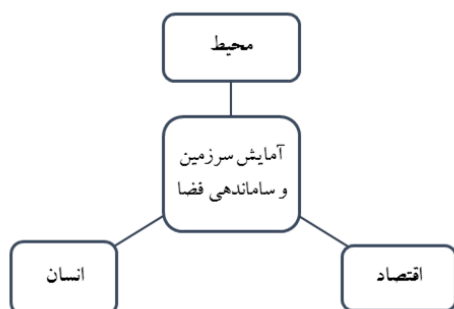 محیط
آمایش سرزمین
و ساماندهی فضا
اقتصاد
انسان